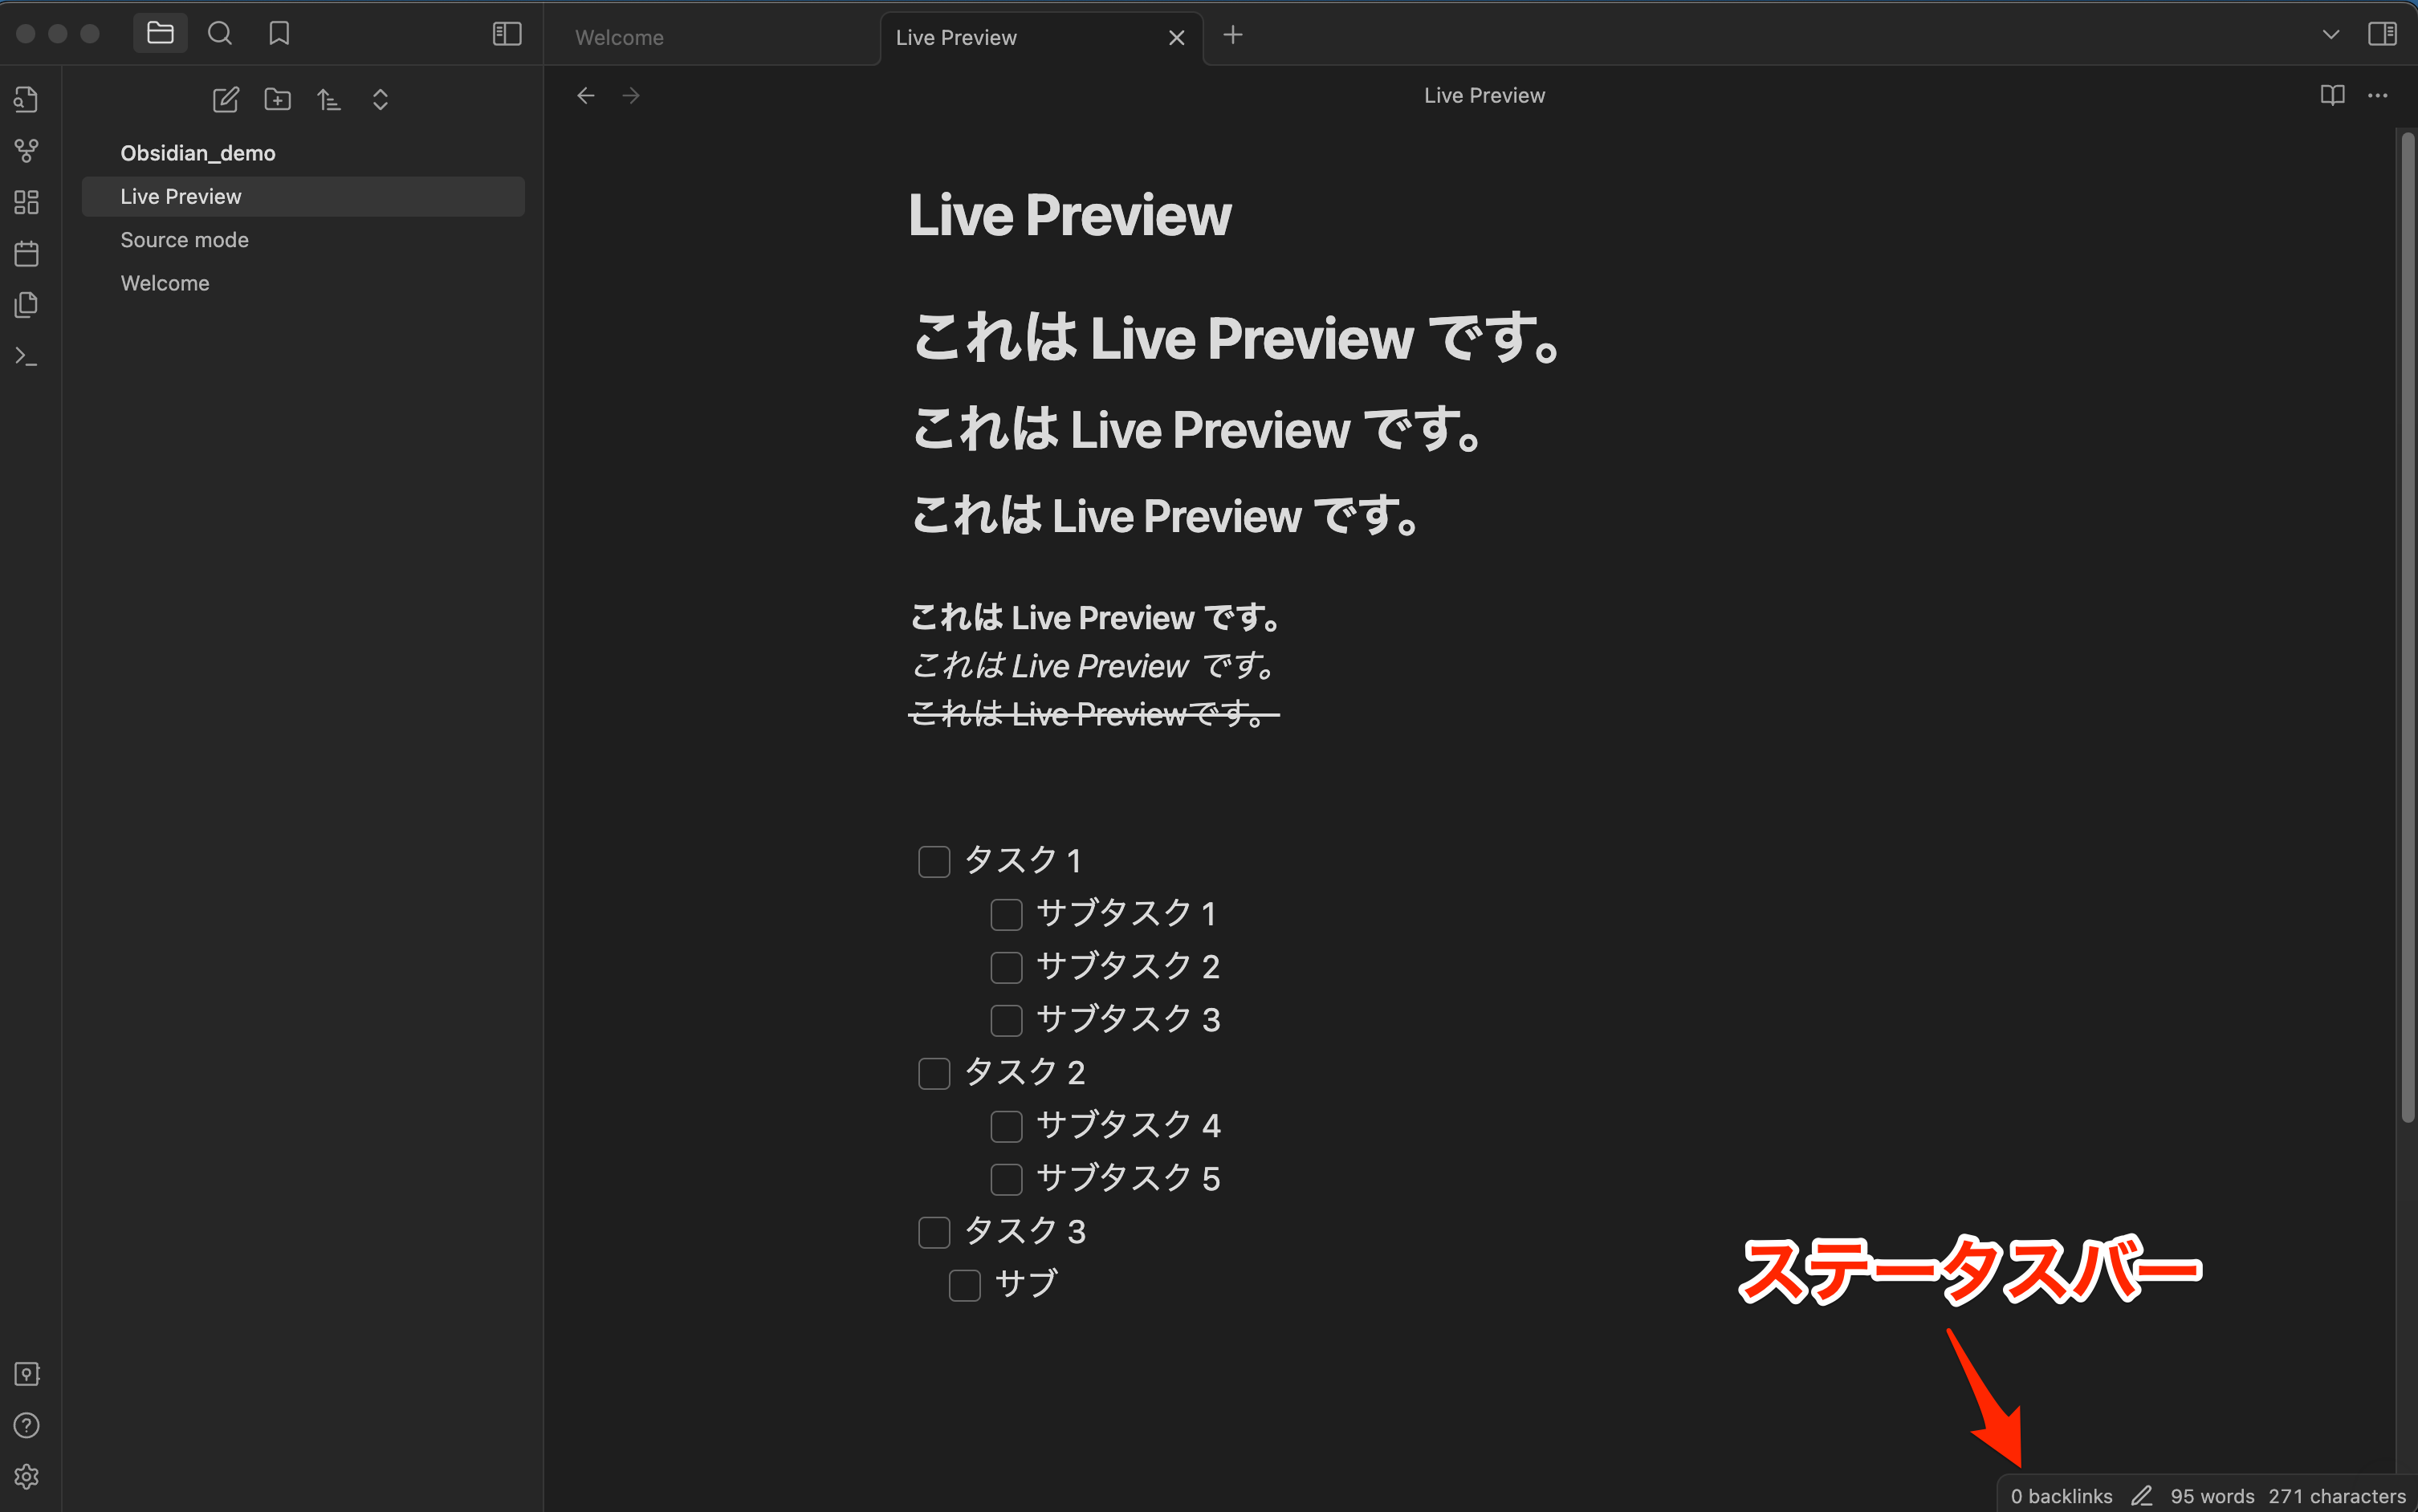 Welcome
Live Preview
Live Preview
Obsidian_demo
Live Preview
Source mode
Welcome
Live Preview
これは Live Preview です。
これは Live Preview です。
これは Live Preview です。
これは Live Preview です。
これは Live Preview です。
これは Live Previewです。
タスク 1
サブタスク 1
サブタスク 2
サブタスク 3
タスク 2
サブタスク 4
サブタスク 5
タスク 3
サブ
ステータスバー
0 backlinks 95 words 271 characters